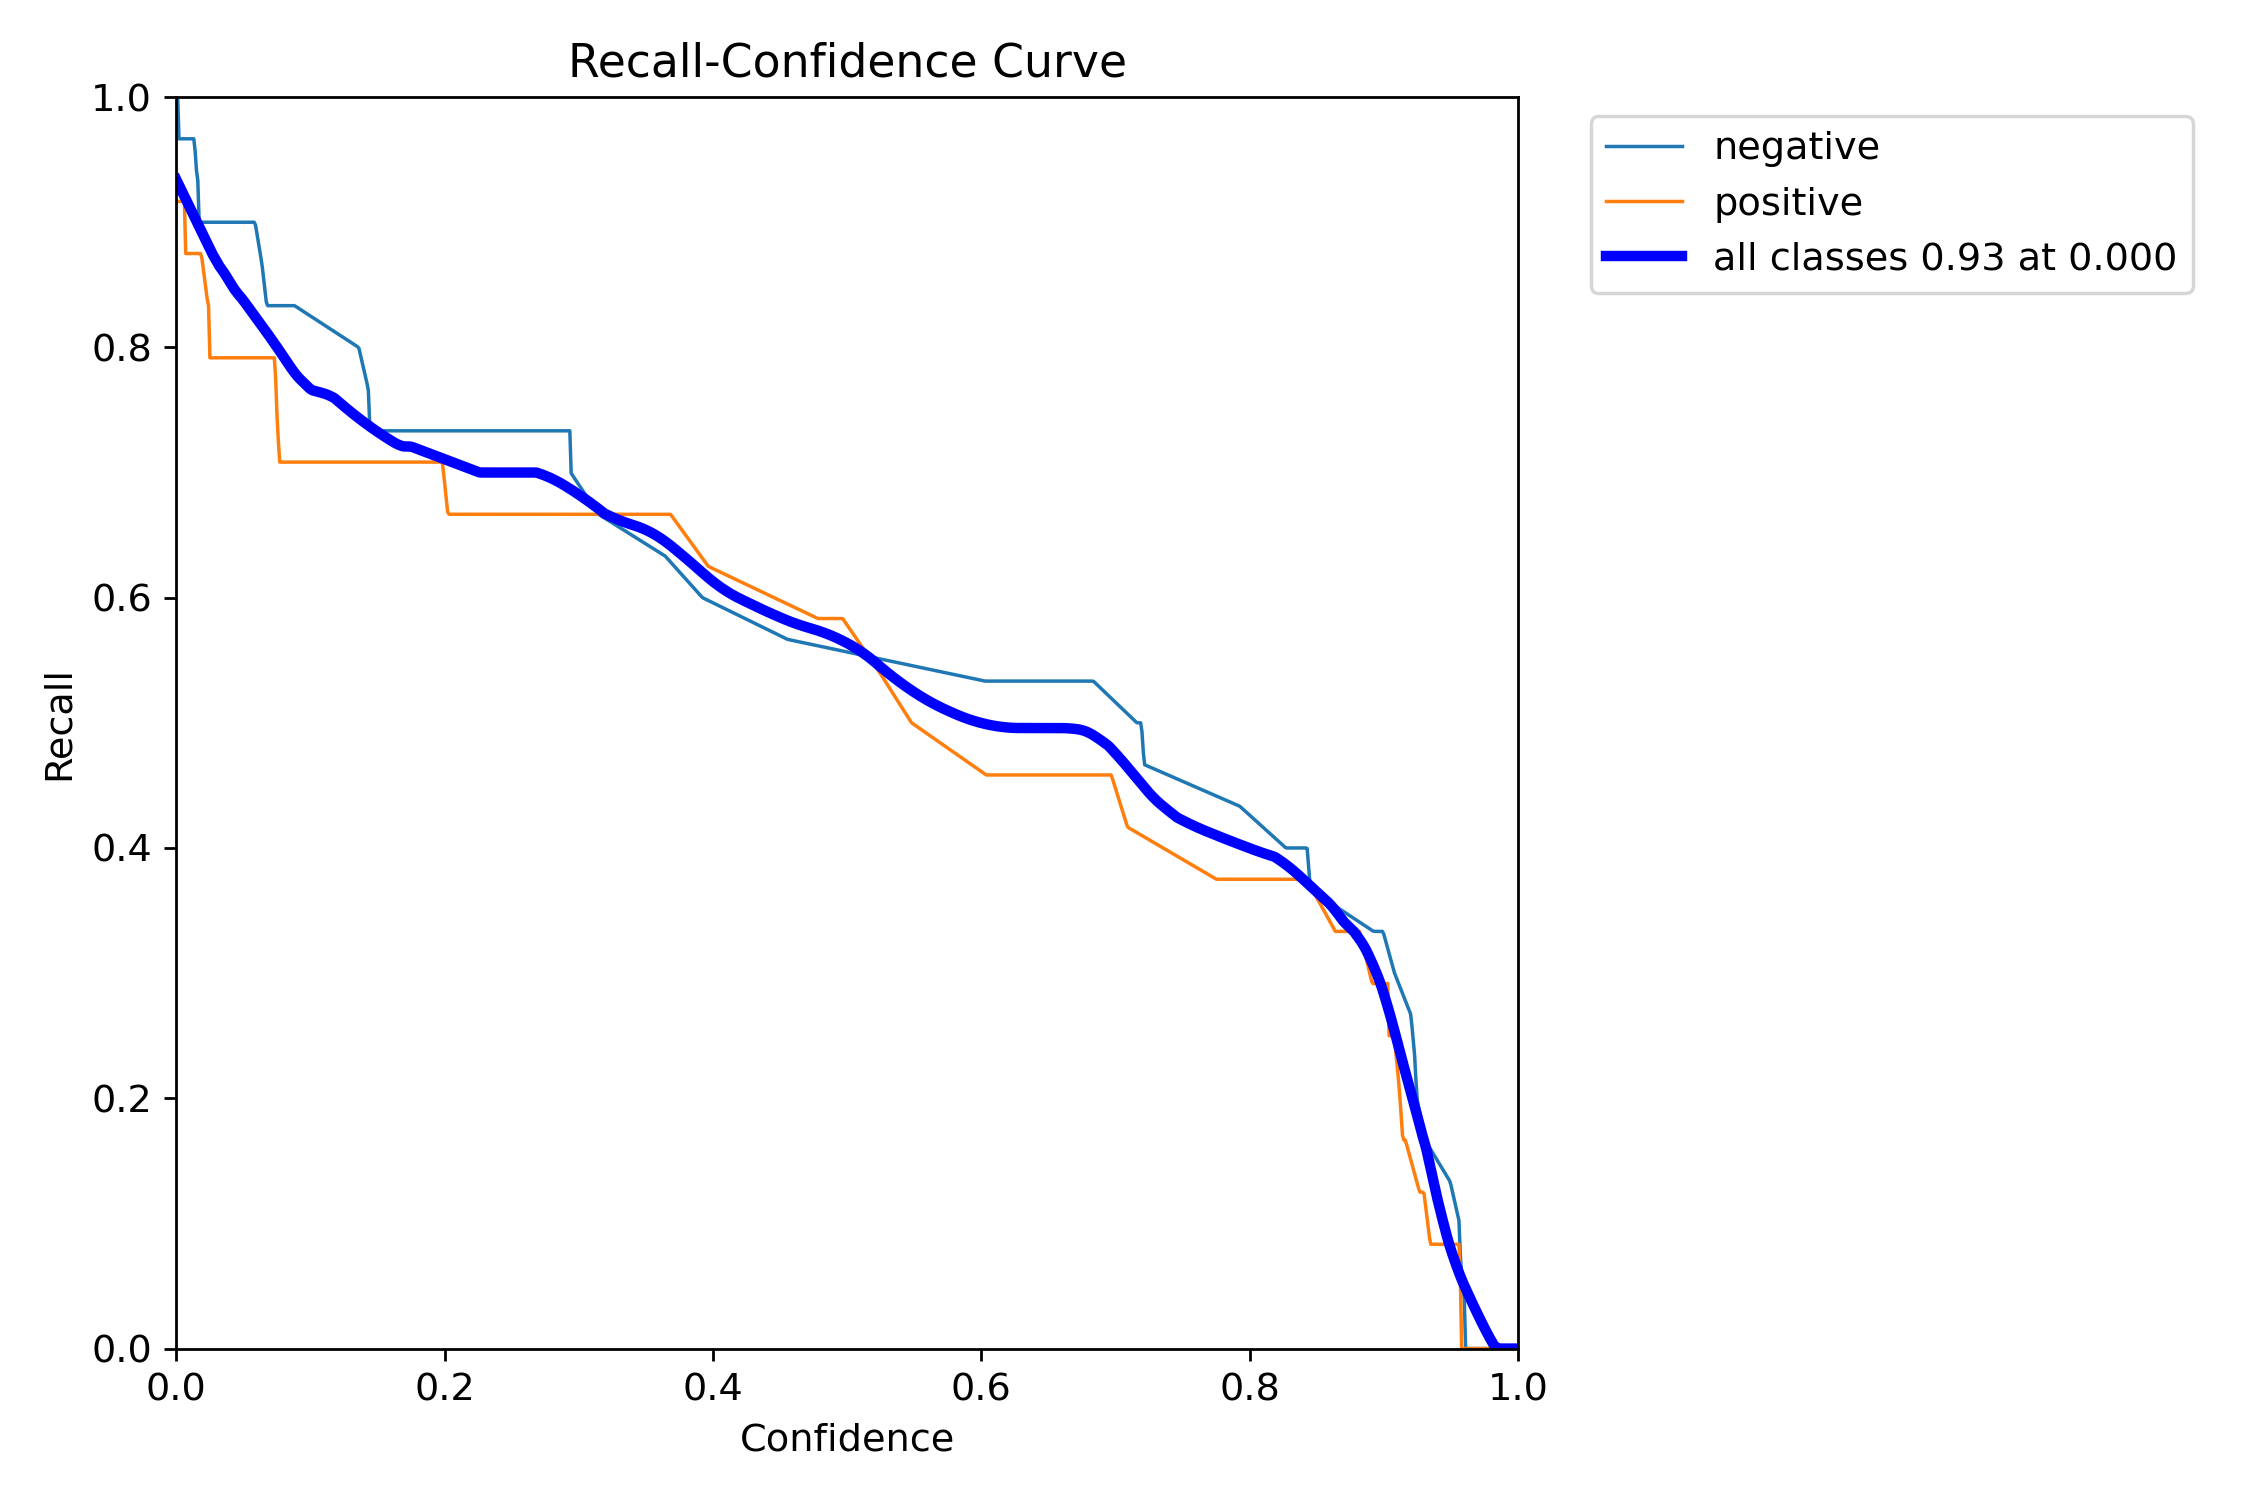 Recall-Confidence Curve
1.0
0.8
0.6
0.4
0.2
0.0
Recall
0.0 0.2 0.4 0.6 0.8 1.0
Confidence
negative
positive
all classes 0.93 at 0.000